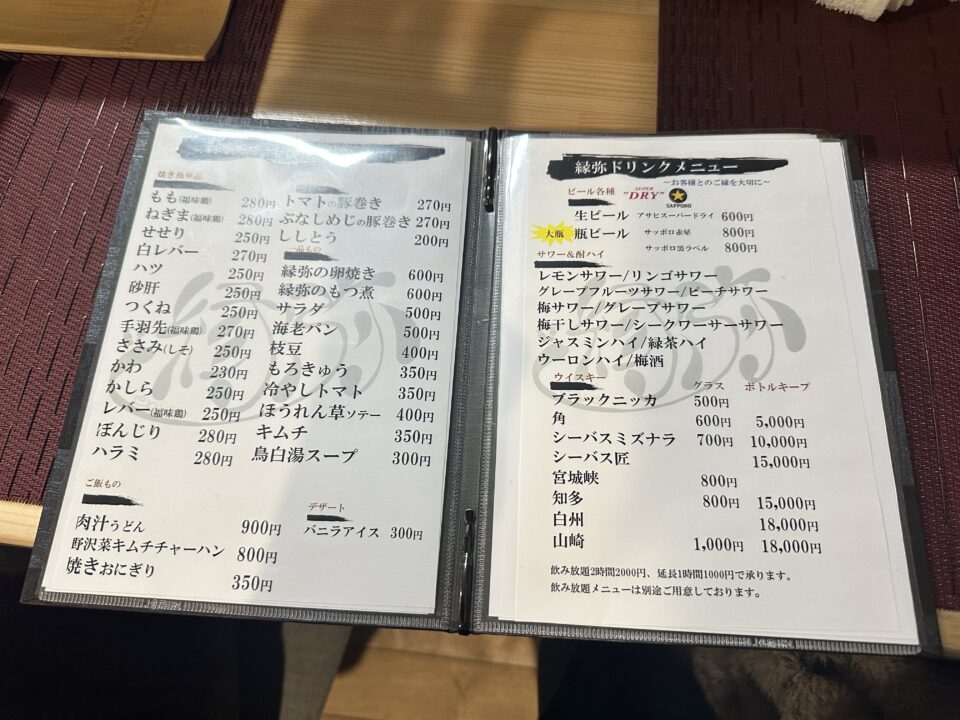 焼き鳥単品
もも(福味鶏) 280円
ねぎま(福味鶏) 280円
せせり 250円
白レバー 270円
ハツ 250円
砂肝 250円
つくね 250円
手羽先(福味鶏) 270円
ささみ(しそ) 250円
かわ 230円
かしら 250円
レバー(福味鶏) 250円
ぼんじり 280円
ハラミ 280円
トマトの豚巻き 270円
ぶなしめじの豚巻き 270円
ししとう 200円
一品もの
縁弥の卵焼き 600円
縁弥のもつ煮 600円
サラダ 500円
海老パン 500円
枝豆 400円
もろきゅう 350円
冷やしトマト 350円
ほうれん草ソテー 400円
キムチ 350円
鳥白湯スープ 300円
ご飯もの
肉汁うどん 900円
野沢菜キムチチャーハン 800円
焼きおにぎり 350円
デザート
バニラアイス 300円
縁弥ドリンクメニュー
～お客様とのご縁を大切に～
ビール各種 "SUPER DRY" SAPPORO
生ビール アサヒスーパードライ 600円
大瓶 瓶ビール サッポロ赤星 800円
サッポロ黒ラベル 800円
サワー&酎ハイ
レモンサワー/リンゴサワー
グレープフルーツサワー/ピーチサワー
梅サワー/グレープサワー
梅干しサワー/シークワーサーサワー
ジャスミンハイ/緑茶ハイ
ウーロンハイ/梅酒
ウイスキー グラス ボトルキープ
ブラックニッカ 500円
角 600円 5,000円
シーバスミズナラ 700円 10,000円
シーバス匠 15,000円
宮城峡 800円
知多 800円 15,000円
白州 18,000円
山崎 1,000円 18,000円
飲み放題2時間2000円、延長1時間1000円で承ります。
飲み放題メニューは別途ご用意しております。